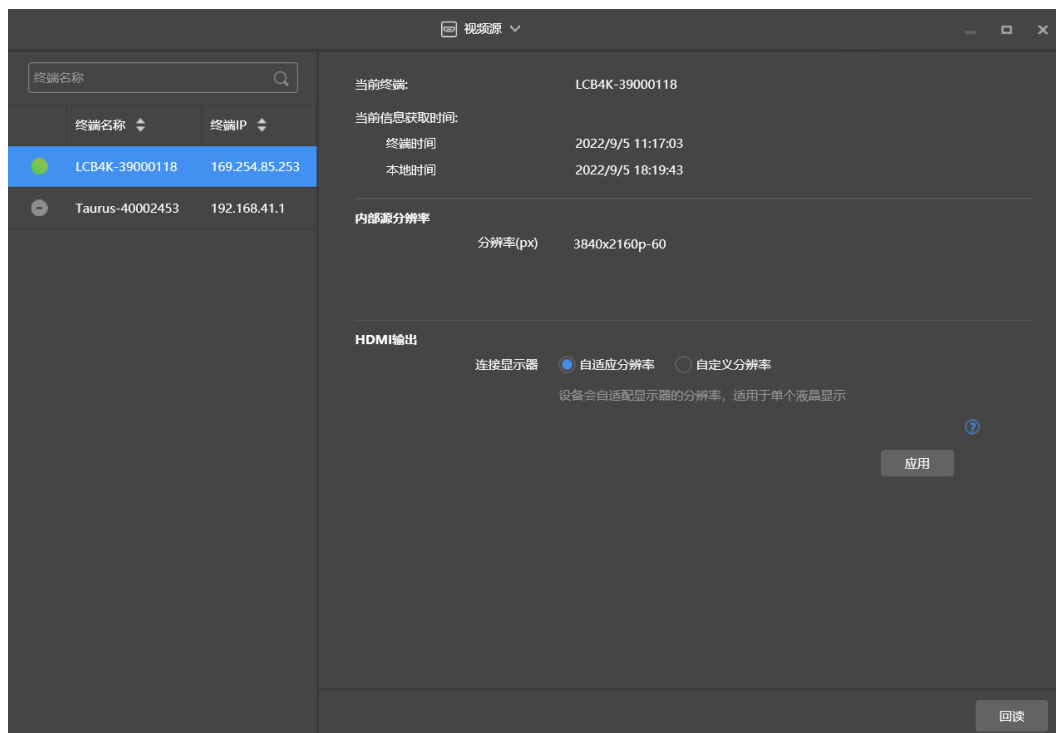 视频源
终端名称
终端名称 终端IP
LCB4K-39000118 169.254.85.253
Taurus-40002453 192.168.41.1
当前终端: LCB4K-39000118
当前信息获取时间:
终端时间 2022/9/5 11:17:03
本地时间 2022/9/5 18:19:43
内部源分辨率
分辨率(px) 3840x2160p-60
HDMI输出
连接显示器 自适应分辨率 自定义分辨率
设备会自适配显示器的分辨率，适用于单个液晶显示
?
应用
回读